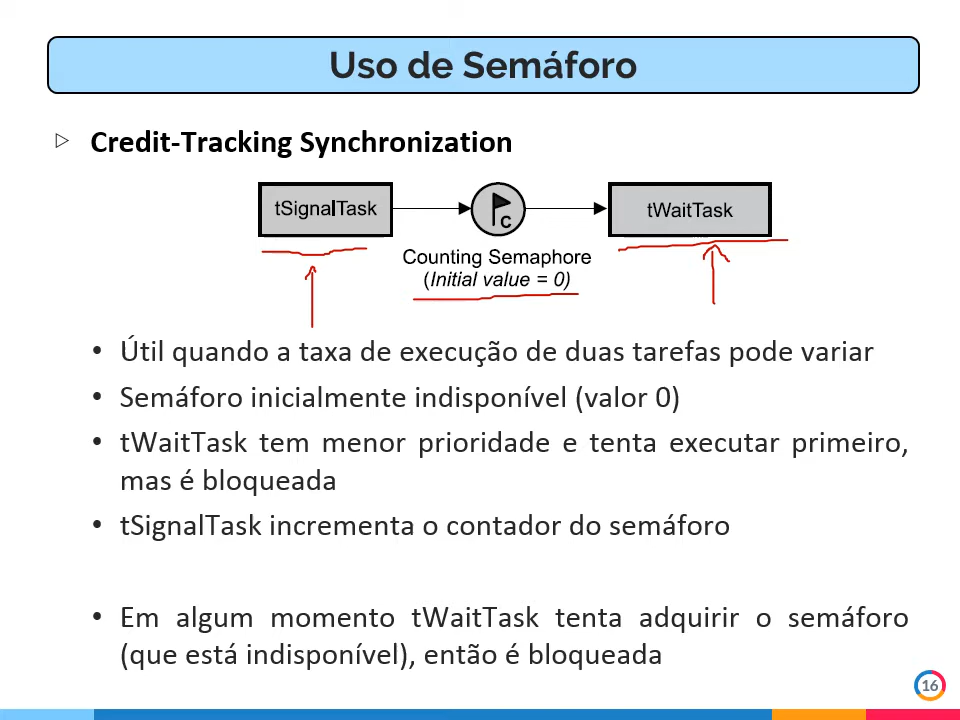 Uso de Semáforo
Credit-Tracking Synchronization
tSignalTask
C
tWaitTask
Counting Semaphore
(Initial value = 0)
• Útil quando a taxa de execução de duas tarefas pode variar
• Semáforo inicialmente indisponível (valor 0)
• tWaitTask tem menor prioridade e tenta executar primeiro,
mas é bloqueada
• tSignalTask incrementa o contador do semáforo
• Em algum momento tWaitTask tenta adquirir o semáforo
(que está indisponível), então é bloqueada
16